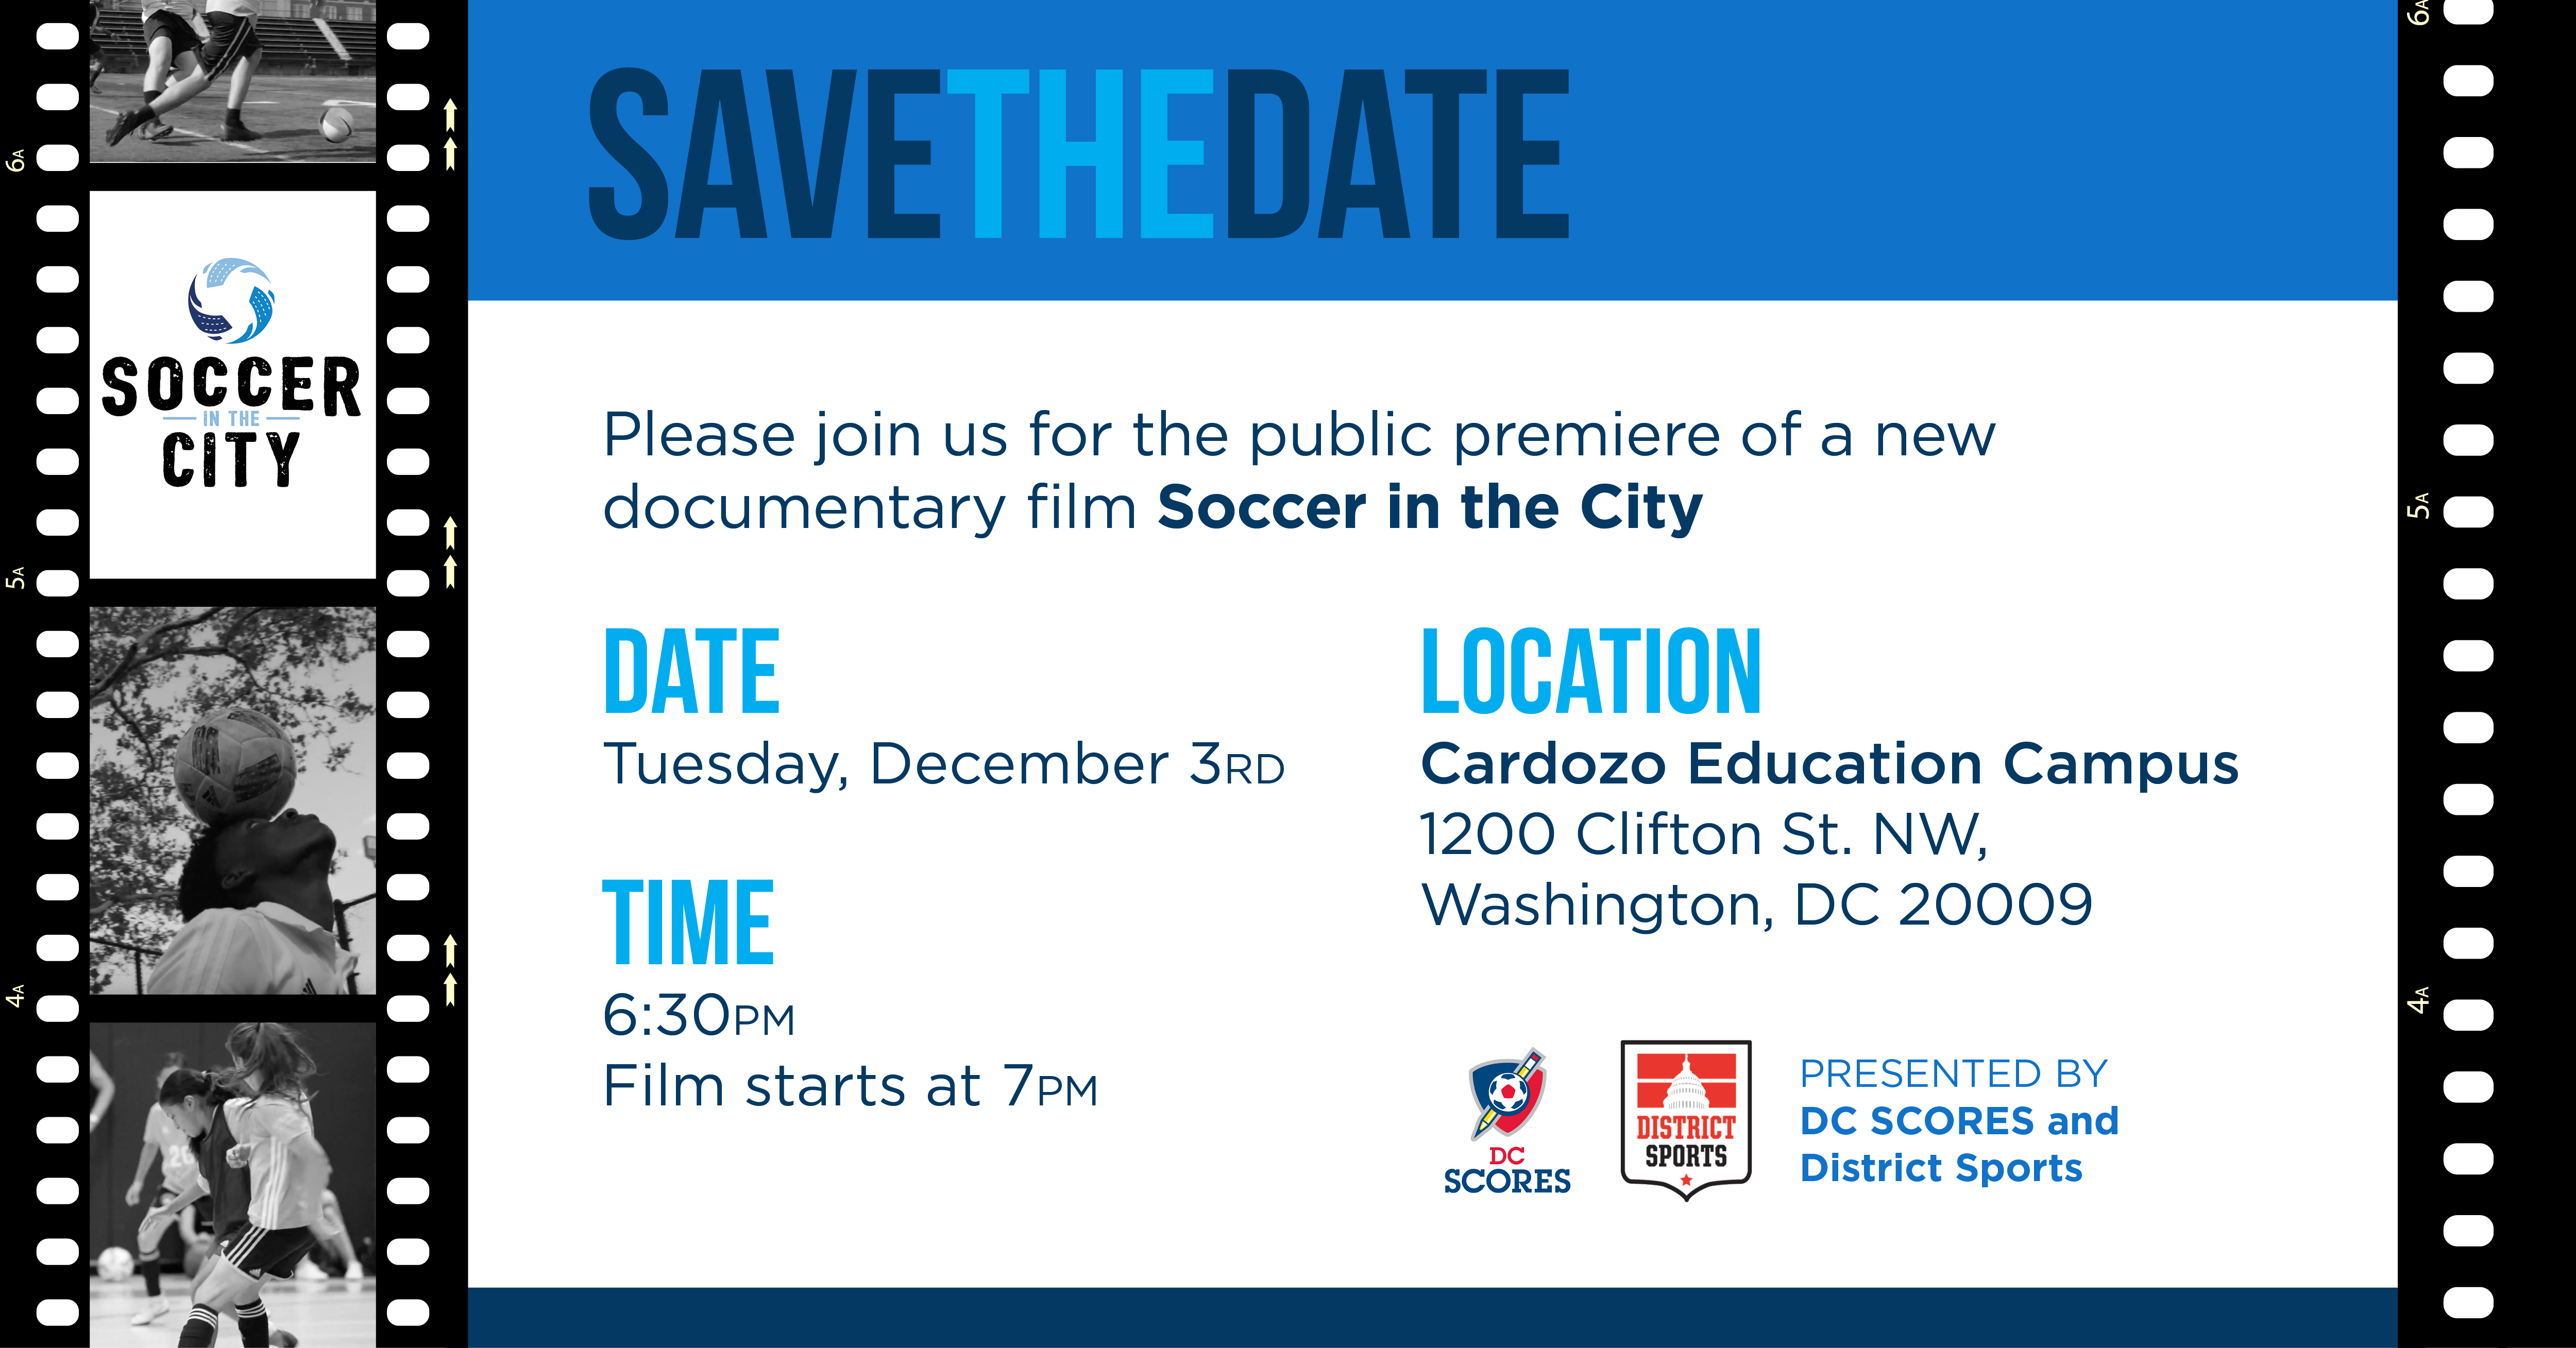 SAVETHEDATE
SOCCER
IN THE
CITY
Please join us for the public premiere of a new
documentary film Soccer in the City
DATE
Tuesday, December 3RD
TIME
6:30PM
Film starts at 7PM
LOCATION
Cardozo Education Campus
1200 Clifton St. NW,
Washington, DC 20009
DC
SCORES
DISTRICT
SPORTS
PRESENTED BY
DC SCORES and
District Sports
6A
5A
4A
6A
5A
4A
26